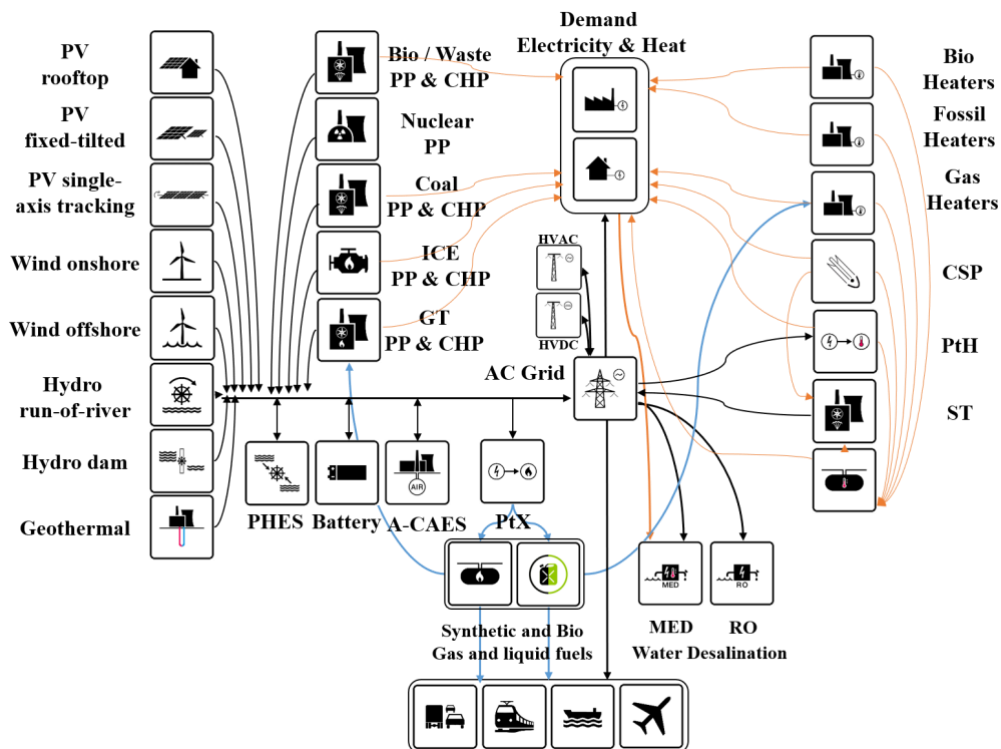 Demand
Electricity & Heat
PV
rooftop
PV
fixed-tilted
PV single-
axis tracking
Wind onshore
Wind offshore
Hydro
run-of-river
Hydro dam
Geothermal
Bio / Waste
PP & CHP
Nuclear
PP
Coal
PP & CHP
ICE
PP & CHP
GT
PP & CHP
HVAC
HVDC
AC Grid
Bio
Heaters
Fossil
Heaters
Gas
Heaters
CSP
PtH
ST
PHES
Battery
AIR
A-CAES
PtX
Synthetic and Bio
Gas and liquid fuels
MED
RO
MED
RO
Water Desalination